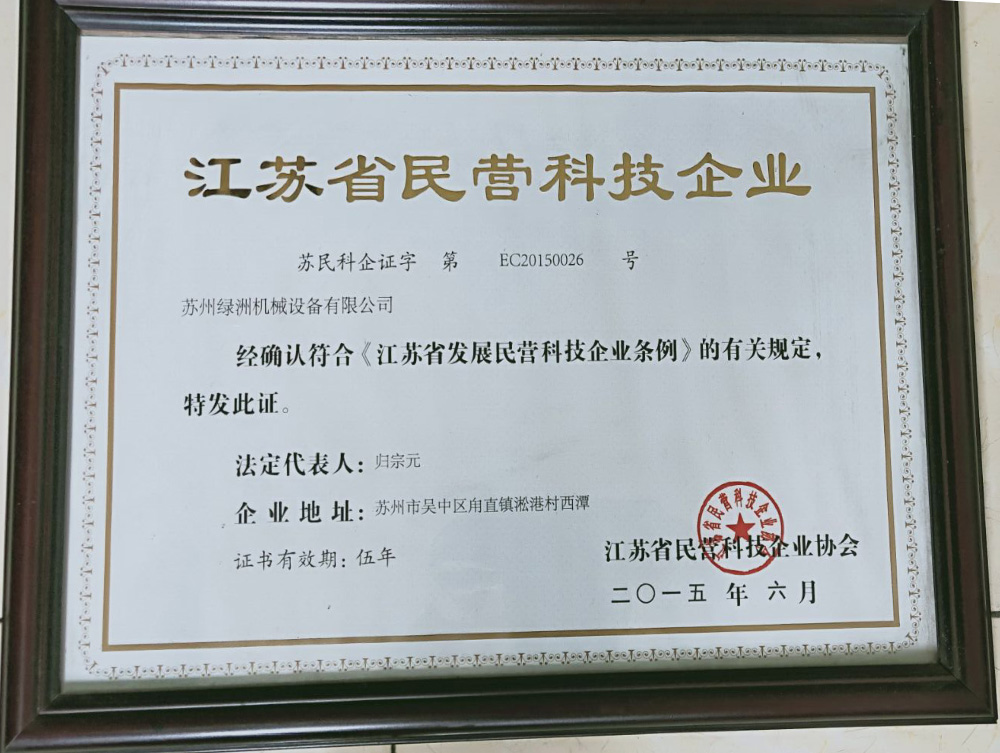 江苏省民营科技企业
苏民科企证字 第 EC20150026 号
苏州绿洲机械设备有限公司
经确认符合《江苏省发展民营科技企业条例》的有关规定,
特发此证。
法定代表人: 归宗元
企业地址: 苏州市吴中区甪直镇淞港村西潭
证书有效期: 伍年
江苏省民营科技企业协会
二〇一五年六月